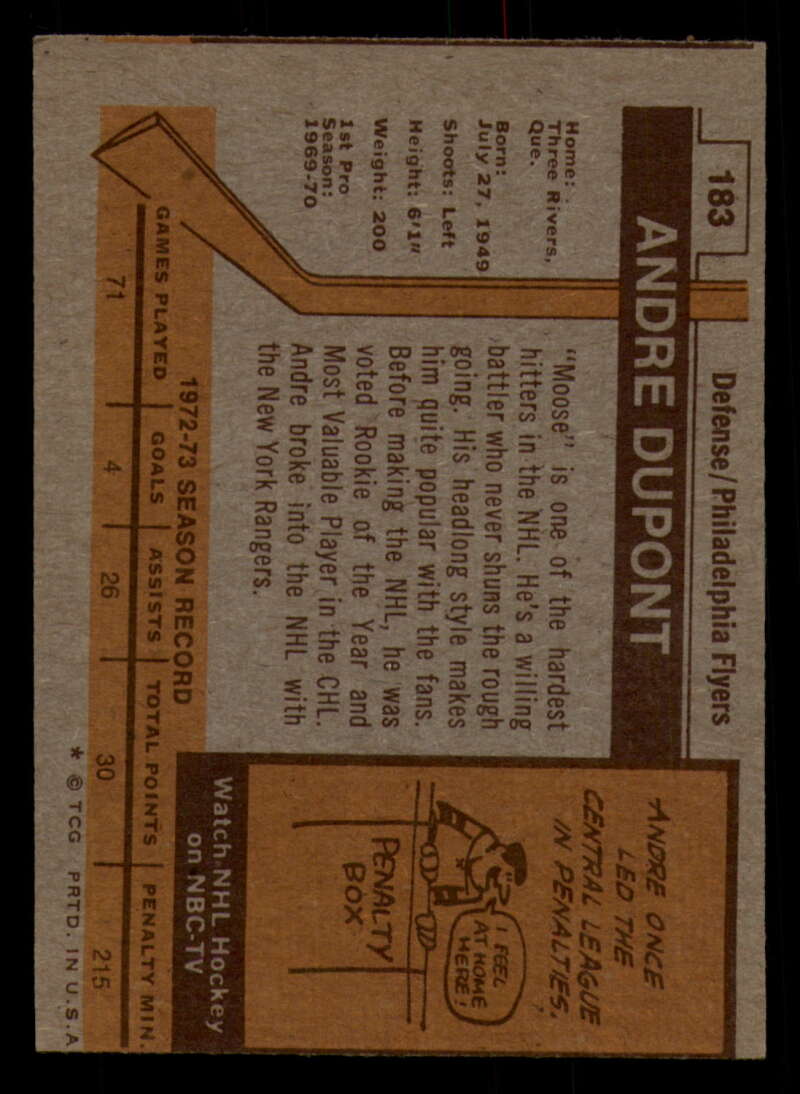 183
Defense/Philadelphia Flyers
ANDRE DUPONT
Home:
Three Rivers,
Que.
Born:
July 27, 1949
Shoots: Left
Height: 6'1"
Weight: 200
1st Pro
Season:
1969-70
"Moose" is one of the hardest
hitters in the NHL. He's a willing
battler who never shuns the rough
going. His headlong style makes
him quite popular with the fans.
Before making the NHL, he was
voted Rookie of the Year and
Most Valuable Player in the CHL.
Andre broke into the NHL with
the New York Rangers.
ANDRE ONCE
LED THE
CENTRAL LEAGUE
IN PENALTIES.
I FEEL
AT HOME
HERE!
PENALTY
BOX
Watch NHL Hockey
on NBC-TV
1972-73 SEASON RECORD
GAMES PLAYED GOALS ASSISTS TOTAL POINTS PENALTY MIN.
71 4 26 30 215
* © TCG PRTD. IN U.S.A